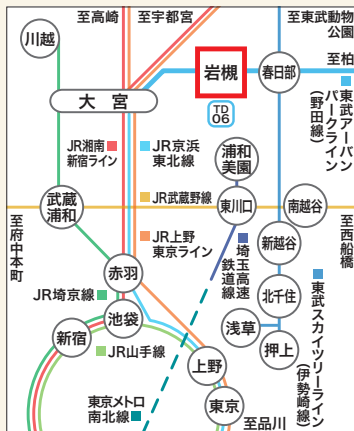 至高崎
至宇都宮
至東武動物
公園
川越
岩槻
春日部
至柏
大宮
TD
06
東武アーバン
パークライン
(野田線)
JR湘南
新宿ライン
JR京浜
東北線
浦和
美園
JR武蔵野線
武蔵
浦和
東川口
南越谷
至府中本町
至西船橋
JR上野
東京ライン
新越谷
埼玉高速
鉄道線
赤羽
北千住
JR埼京線
池袋
浅草
押上
東武スカイツリーライン
(伊勢崎線)
新宿
JR山手線
上野
東京メトロ
南北線
東京
至品川